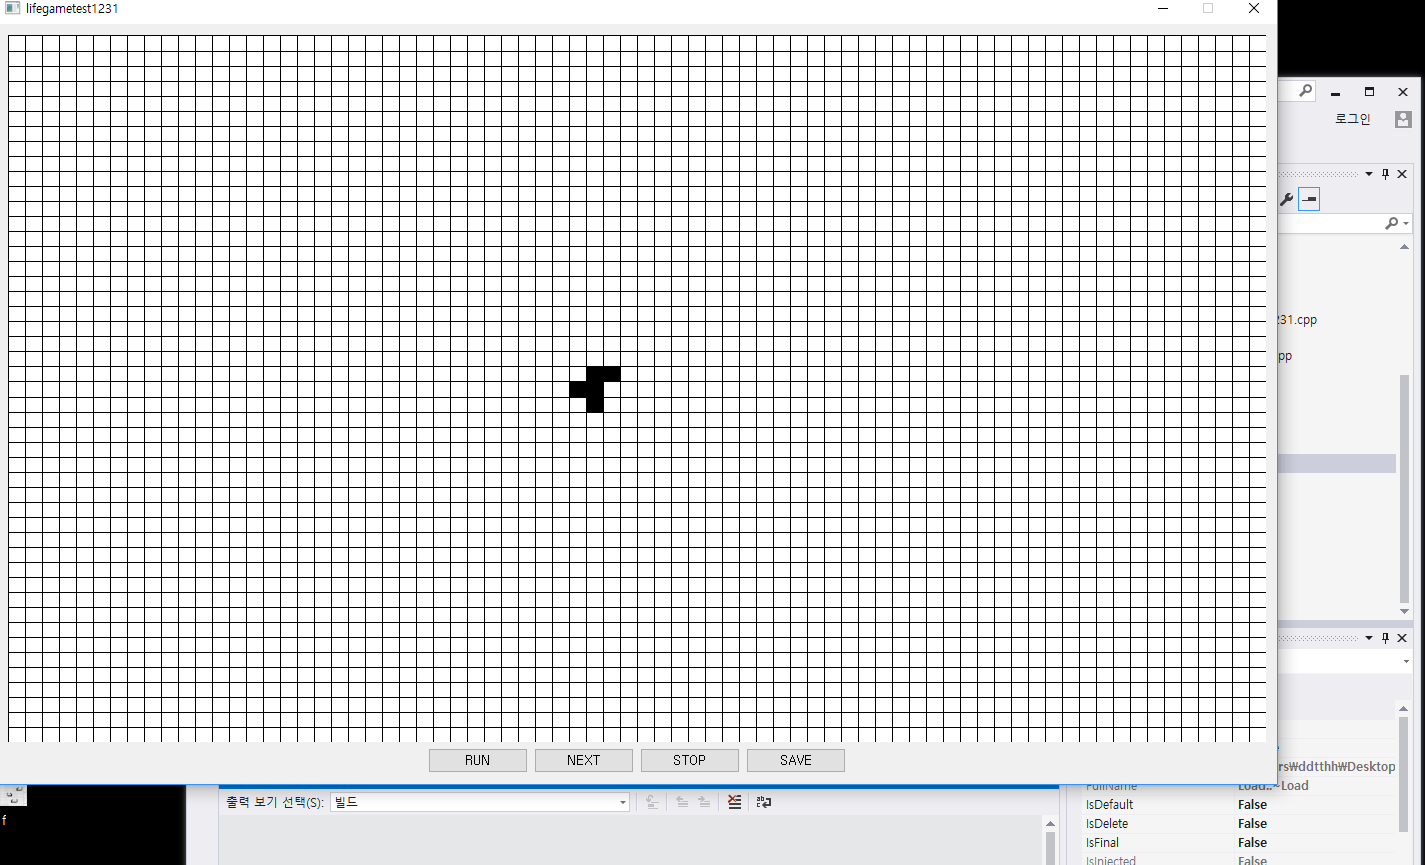 lifegametest1231
로그인
231.cpp
pp
RUN NEXT STOP SAVE
rs₩ddtthh₩Desktop
FullName Load::~Load
출력 보기 선택(S): 빌드
IsDefault False
f
IsDelete False
IsFinal False
IsInjected False